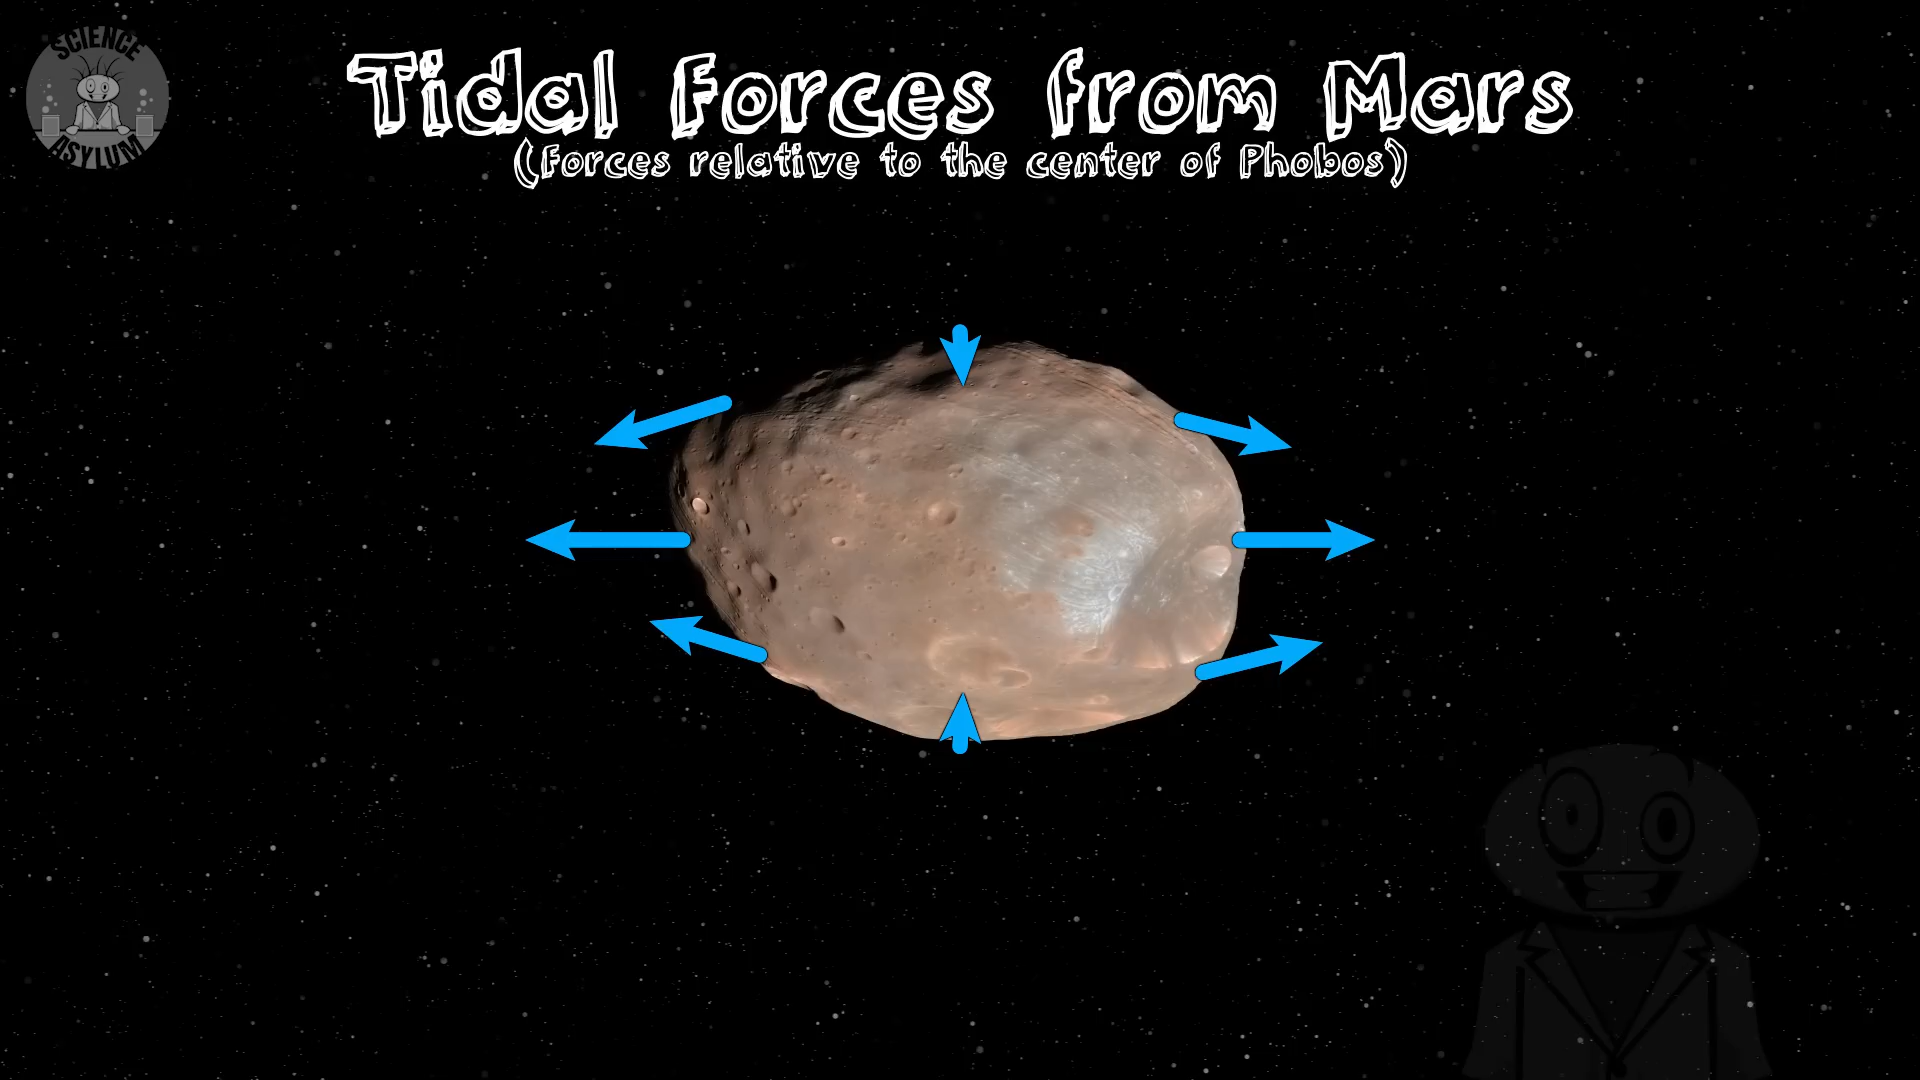 SCIENCE
ASYLUM
Tidal Forces from Mars
(Forces relative to the center of Phobos)